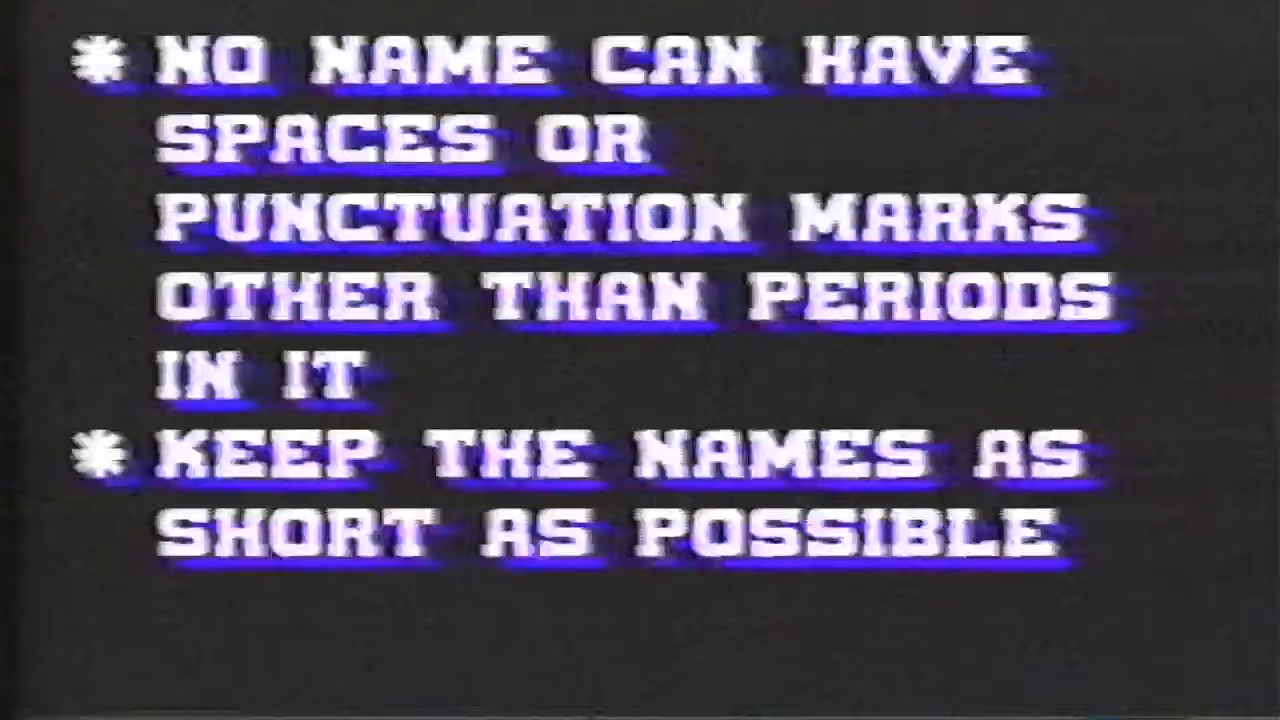 * NO NAME CAN HAVE
SPACES OR
PUNCTUATION MARKS
OTHER THAN PERIODS
IN IT
* KEEP THE NAMES AS
SHORT AS POSSIBLE